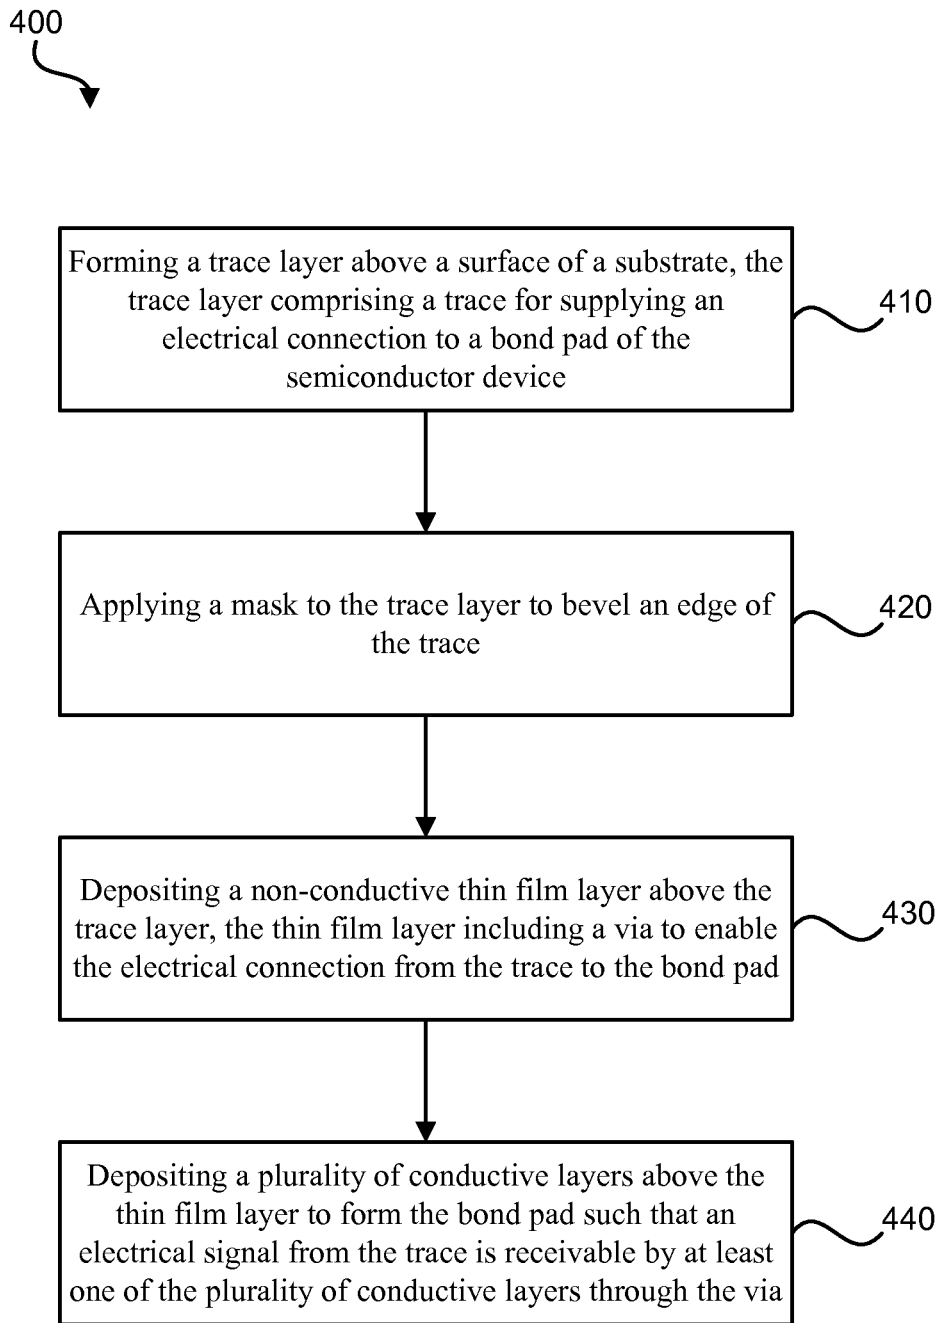 400
Forming a trace layer above a surface of a substrate, the
trace layer comprising a trace for supplying an
electrical connection to a bond pad of the
semiconductor device
410
Applying a mask to the trace layer to bevel an edge of
the trace
420
Depositing a non-conductive thin film layer above the
trace layer, the thin film layer including a via to enable
the electrical connection from the trace to the bond pad
430
Depositing a plurality of conductive layers above the
thin film layer to form the bond pad such that an
electrical signal from the trace is receivable by at least
one of the plurality of conductive layers through the via
440